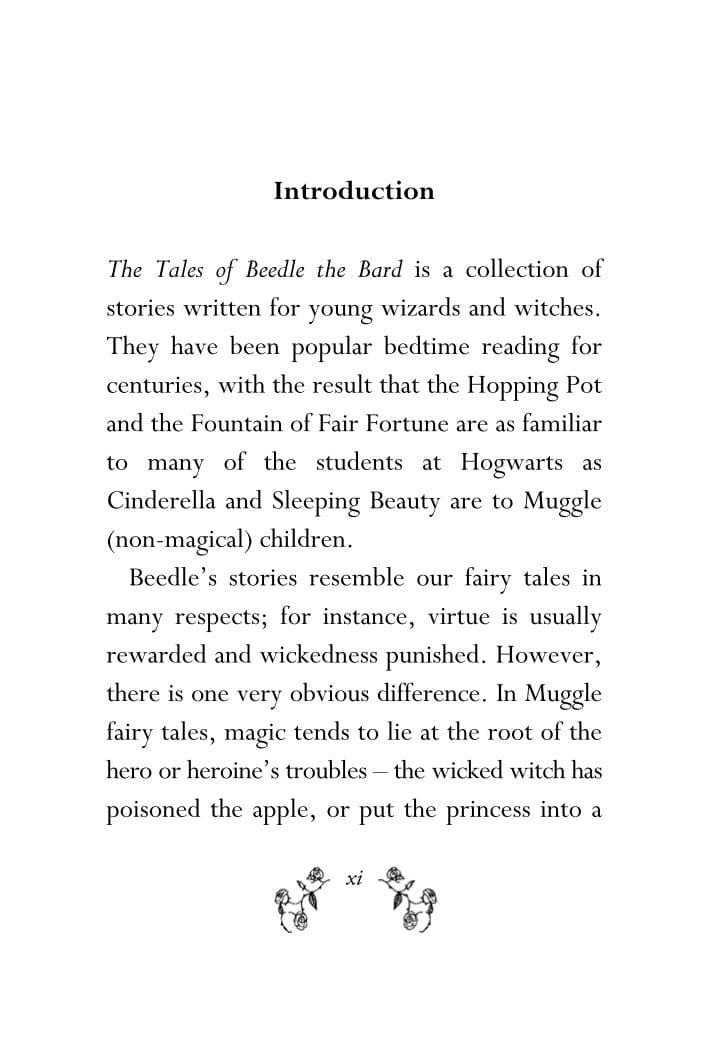 Introduction
The Tales of Beedle the Bard is a collection of
stories written for young wizards and witches.
They have been popular bedtime reading for
centuries, with the result that the Hopping Pot
and the Fountain of Fair Fortune are as familiar
to many of the students at Hogwarts as
Cinderella and Sleeping Beauty are to Muggle
(non-magical) children.
Beedle’s stories resemble our fairy tales in
many respects; for instance, virtue is usually
rewarded and wickedness punished. However,
there is one very obvious difference. In Muggle
fairy tales, magic tends to lie at the root of the
hero or heroine’s troubles – the wicked witch has
poisoned the apple, or put the princess into a
xi